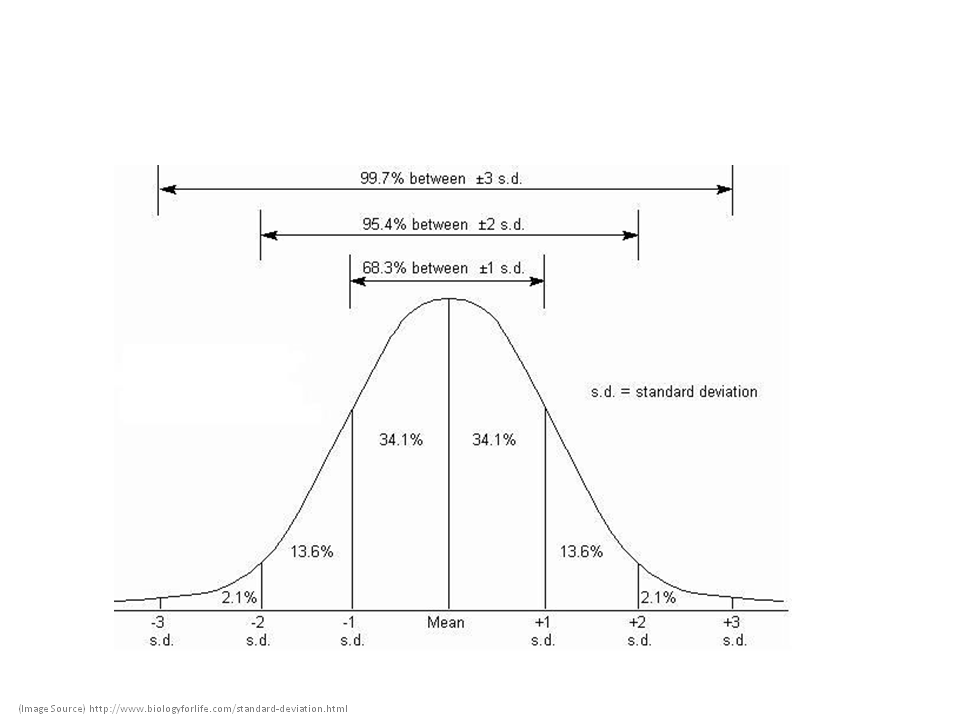 99.7% between ±3 s.d.
95.4% between ±2 s.d.
68.3% between ±1 s.d.
s.d. = standard deviation
34.1% 34.1%
13.6% 13.6%
2.1% 2.1%
-3 -2 -1 Mean +1 +2 +3
s.d. s.d. s.d. s.d. s.d. s.d.
(Image Source) http://www.biologyforlife.com/standard-deviation.html